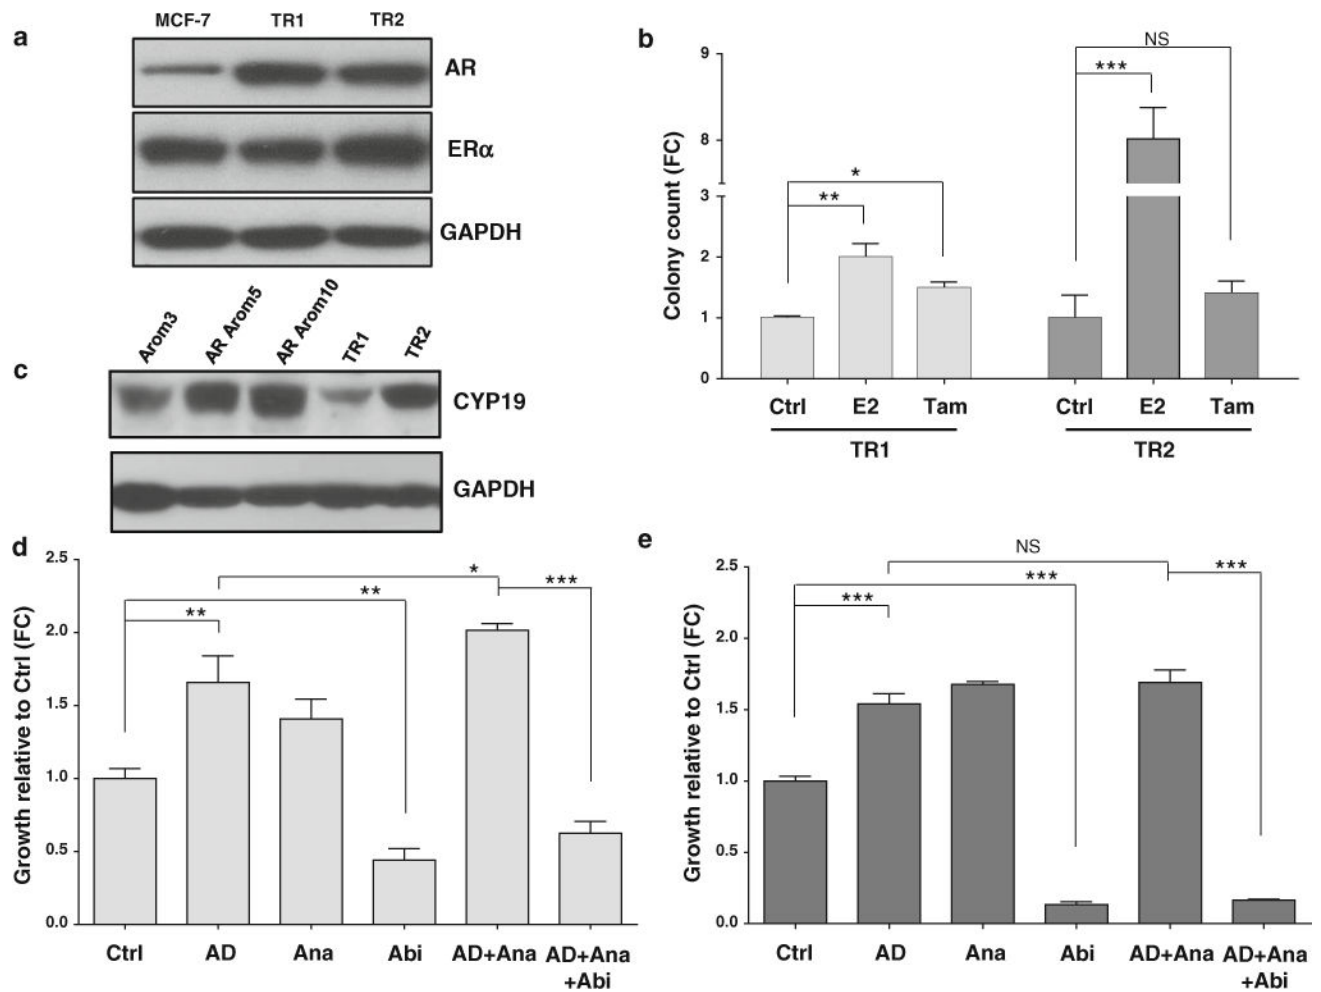 a
MCF-7 TR1 TR2
AR
ERα
GAPDH
b
Colony count (FC)
9
8
3
2
1
0
**
*
***
NS
Ctrl E2 Tam Ctrl E2 Tam
TR1 TR2
c
Arom3 AR Arom5 AR Arom10 TR1 TR2
CYP19
GAPDH
d
Growth relative to Ctrl (FC)
2.5
2.0
1.5
1.0
0.5
0.0
**
**
*
***
Ctrl AD Ana Abi AD+Ana AD+Ana
+Abi
e
Growth relative to Ctrl (FC)
2.5
2.0
1.5
1.0
0.5
0.0
***
***
NS
***
Ctrl AD Ana Abi AD+Ana AD+Ana
+Abi